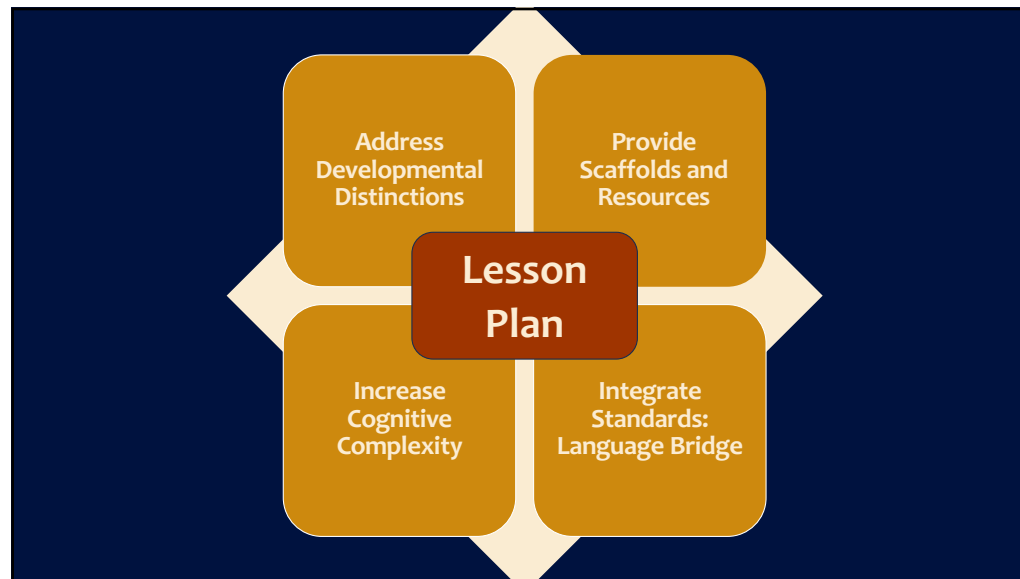 Address
Developmental
Distinctions
Provide
Scaffolds and
Resources
Lesson
Plan
Increase
Cognitive
Complexity
Integrate
Standards:
Language Bridge